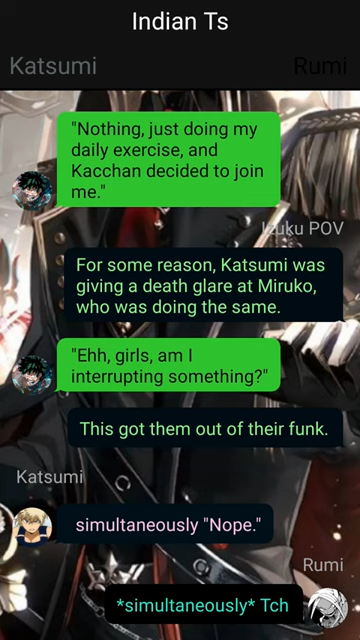 Indian Ts
Katsumi
Rumi
"Nothing, just doing my
daily exercise, and
Kacchan decided to join
me."
Izuku POV
For some reason, Katsumi was
giving a death glare at Miruko,
who was doing the same.
"Ehh, girls, am I
interrupting something?"
This got them out of their funk.
Katsumi
simultaneously "Nope."
Rumi
*simultaneously* Tch